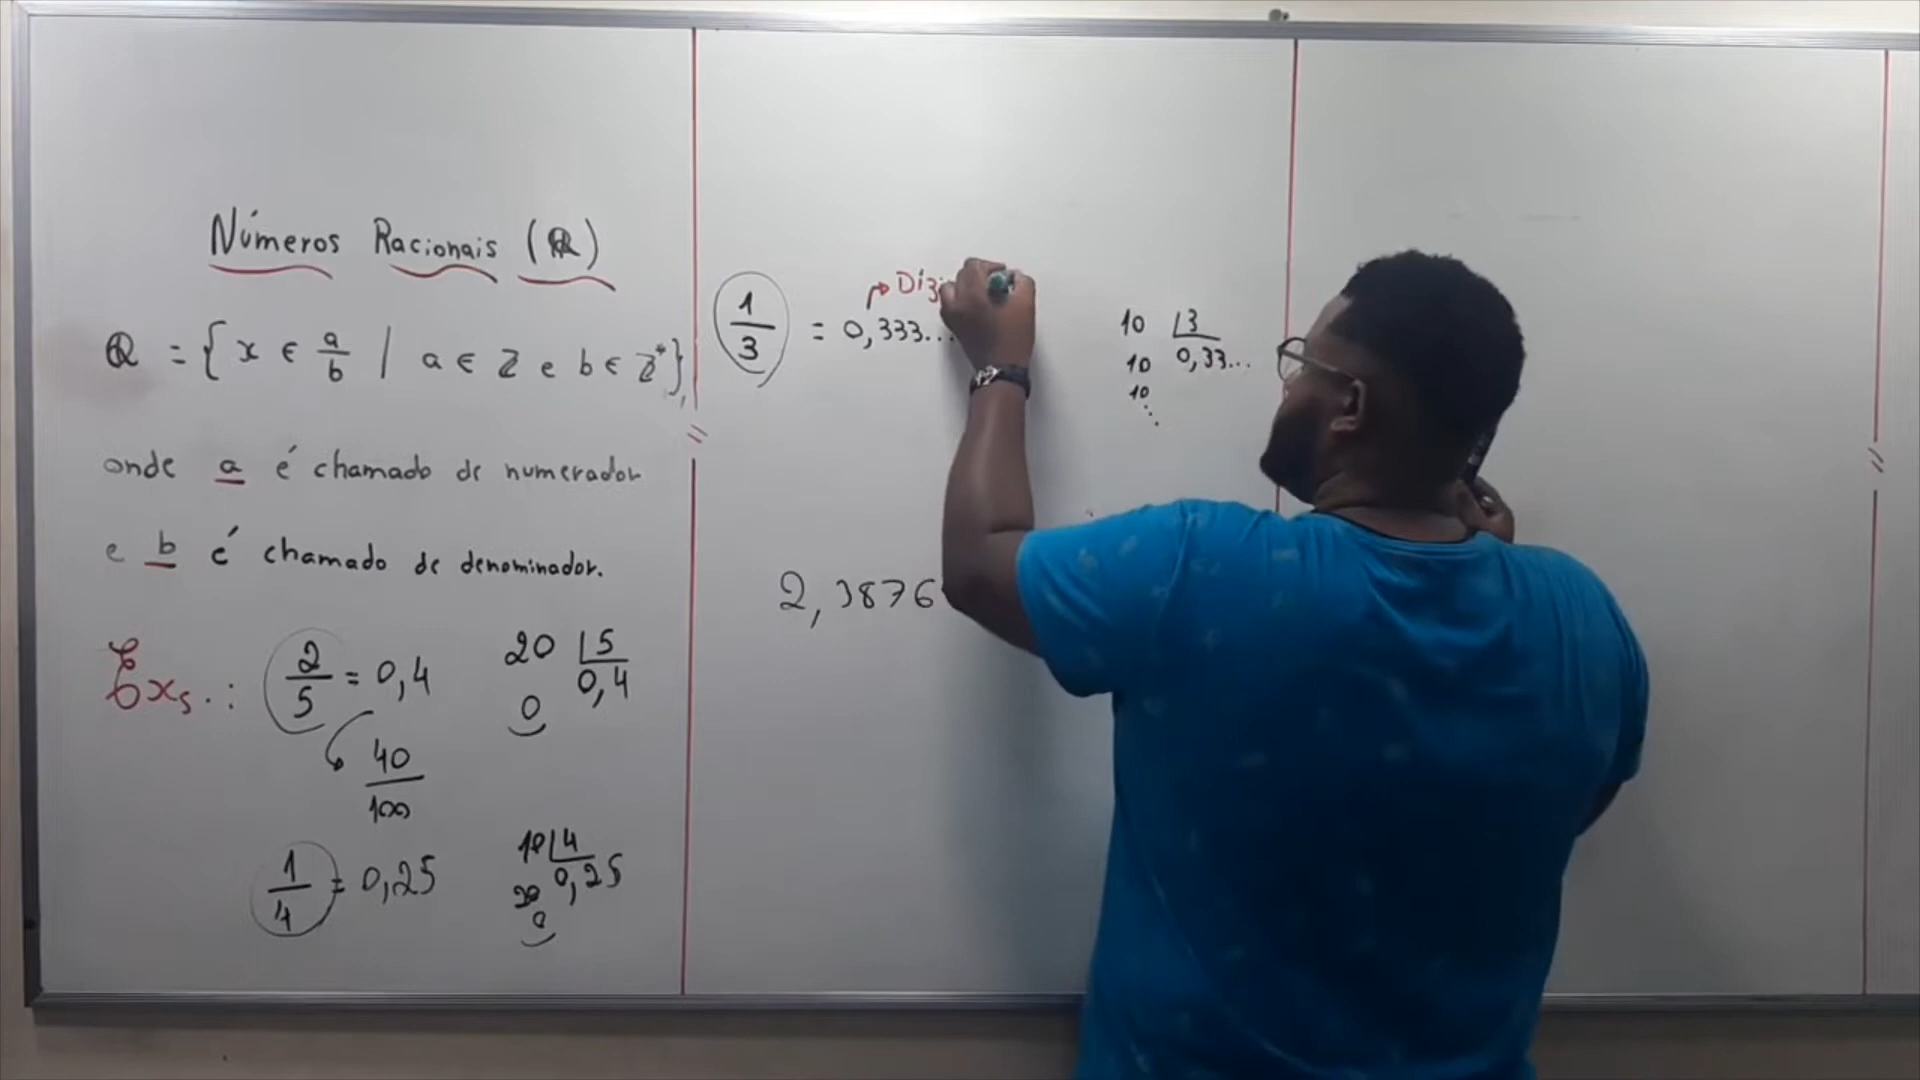 Números Racionais (ℚ)
ℚ = {x ∈ a/b | a ∈ ℤ e b ∈ ℤ*},
onde a é chamado de numerador
e b é chamado de denominador.
Exs.: 2/5 = 0,4
40/100
20 |5
0,4
0
1/4 = 0,25
10 |4
20 0,25
0
1/3 = 0,333...
10 |3
10 0,33...
10
2,3876